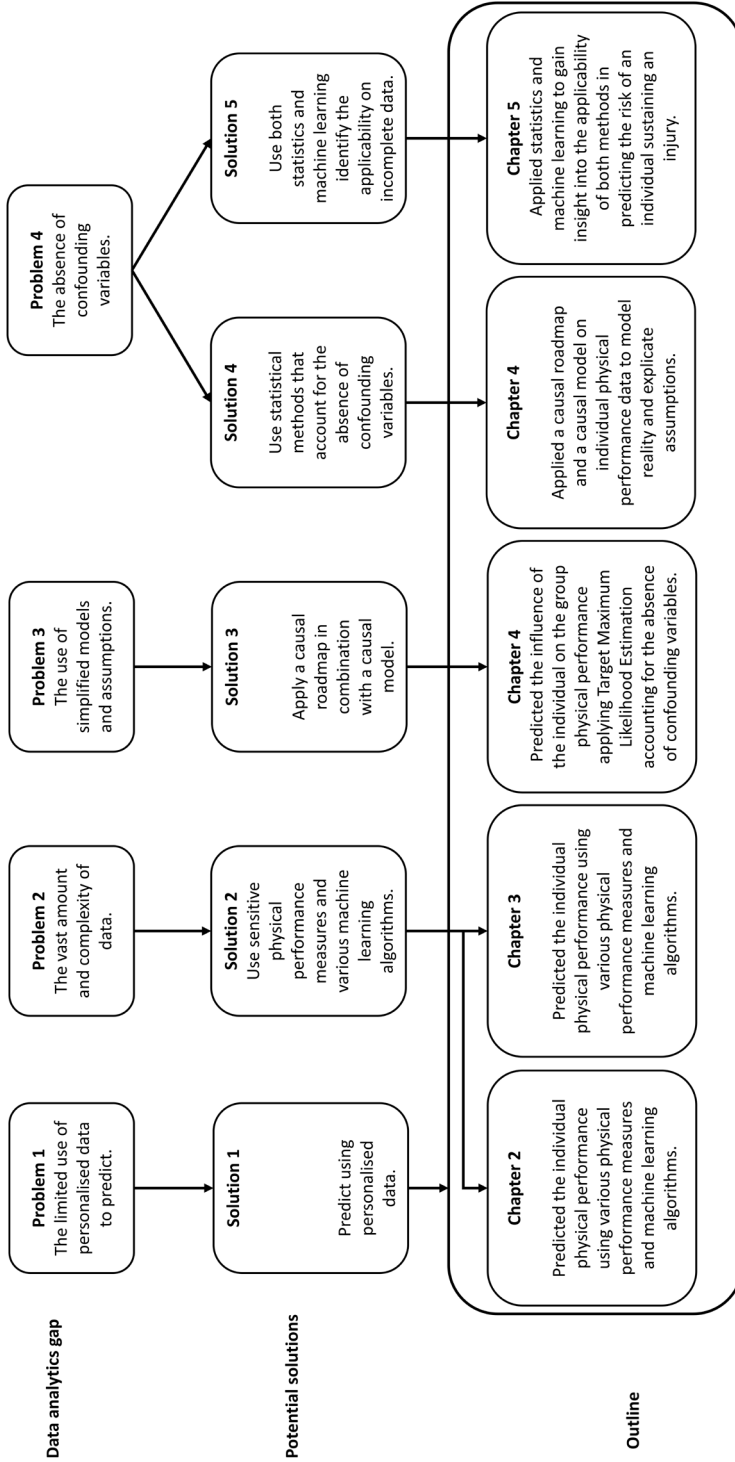 Data analytics gap
Problem 1
The limited use of
personalised data
to predict.
Problem 2
The vast amount
and complexity of
data.
Problem 3
The use of
simplified models
and assumptions.
Problem 4
The absence of
confounding
variables.
Potential solutions
Solution 1
Predict using
personalised
data.
Solution 2
Use sensitive
physical
performance
measures and
various machine
learning
algorithms.
Solution 3
Apply a causal
roadmap in
combination
with a causal
model.
Solution 4
Use statistical
methods that
account for the
absence of
confounding
variables.
Solution 5
Use both
statistics and
machine learning
identify the
applicability on
incomplete data.
Outline
Chapter 2
Predicted the individual
physical performance
using various physical
performance measures
and machine learning
algorithms.
Chapter 3
Predicted the individual
physical performance using
various physical
performance measures and
machine learning
algorithms.
Chapter 4
Predicted the influence of
the individual on the group
physical performance
applying Target Maximum
Likelihood Estimation
accounting for the absence
of confounding variables.
Chapter 4
Applied a causal roadmap
and a causal model on
individual physical
performance data to model
reality and explicate
assumptions.
Chapter 5
Applied statistics and
machine learning to gain
insight into the applicability
of both methods in
predicting the risk of an
individual sustaining an
injury.